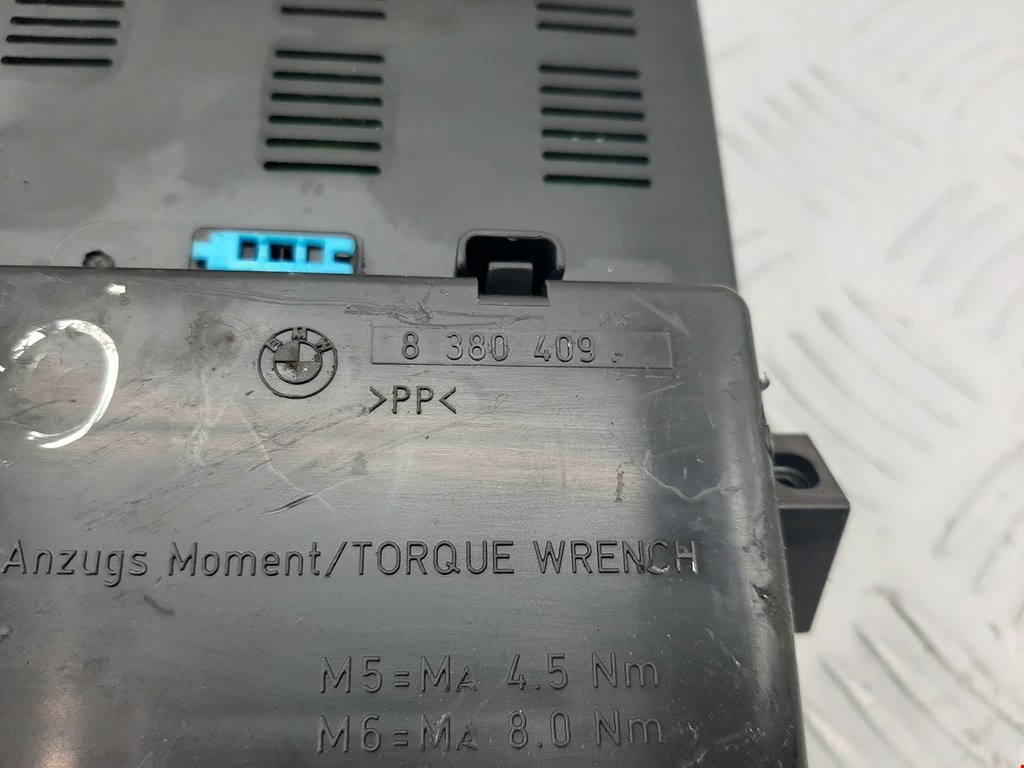 BMW
8 380 409
>PP<
Anzugs Moment/TORQUE WRENCH
M5=MA 4.5 Nm
M6=MA 8.0 Nm